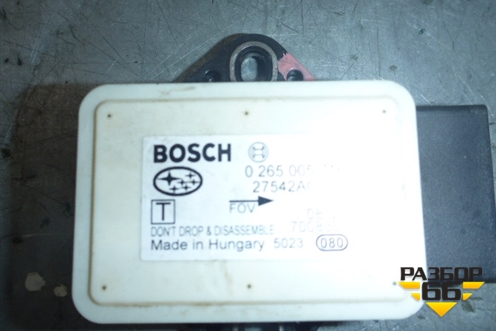 BOSCH
0 265 005
27542A
T FOV
DON'T DROP & DISASSEMBLE
Made in Hungary 5023 080
РАЗБОР
66